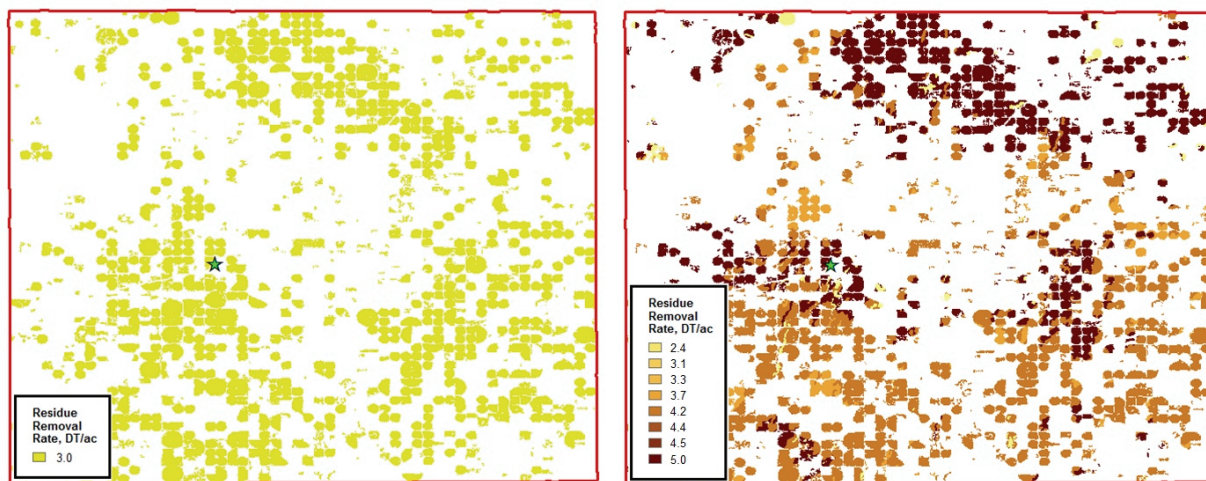 Residue
Removal
Rate, DT/ac
3.0
Residue
Removal
Rate, DT/ac
2.4
3.1
3.3
3.7
4.2
4.4
4.5
5.0